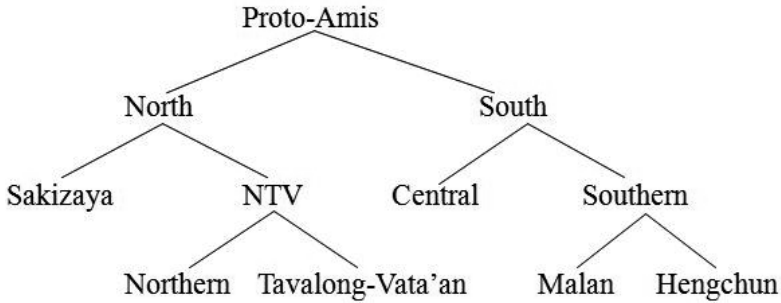 Proto-Amis
North South
Sakizaya NTV Central Southern
Northern Tavalong-Vata’an Malan Hengchun